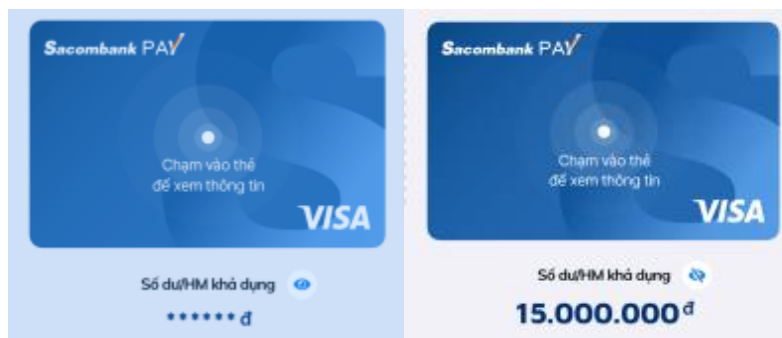 Sacombank PAY
Chạm vào thẻ
để xem thông tin
VISA
Số dư/HM khả dụng
******đ
Sacombank PAY
Chạm vào thẻ
để xem thông tin
VISA
Số dư/HM khả dụng
15.000.000đ